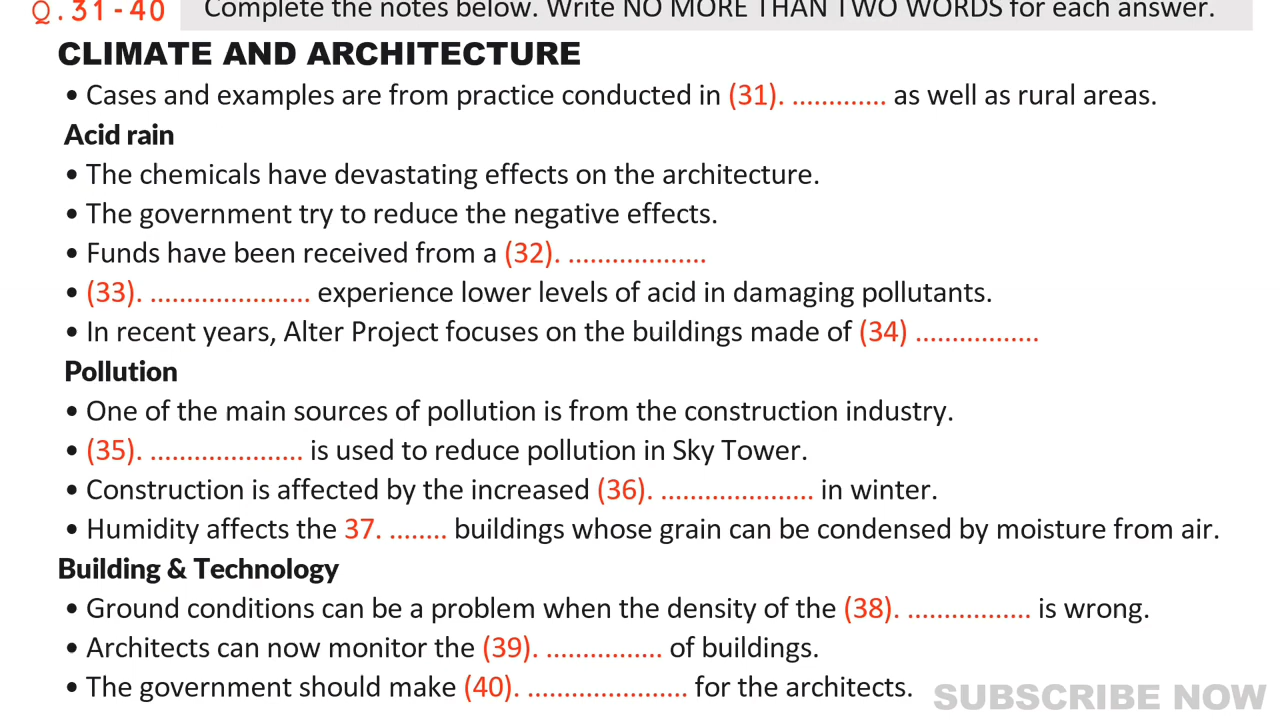 Q.31-40 Complete the notes below. Write NO MORE THAN TWO WORDS for each answer.
CLIMATE AND ARCHITECTURE
• Cases and examples are from practice conducted in (31). ............. as well as rural areas.
Acid rain
• The chemicals have devastating effects on the architecture.
• The government try to reduce the negative effects.
• Funds have been received from a (32). ...................
• (33). ...................... experience lower levels of acid in damaging pollutants.
• In recent years, Alter Project focuses on the buildings made of (34) .................
Pollution
• One of the main sources of pollution is from the construction industry.
• (35). ..................... is used to reduce pollution in Sky Tower.
• Construction is affected by the increased (36). ..................... in winter.
• Humidity affects the 37. ........ buildings whose grain can be condensed by moisture from air.
Building & Technology
• Ground conditions can be a problem when the density of the (38). ................. is wrong.
• Architects can now monitor the (39). ................ of buildings.
• The government should make (40). ...................... for the architects.
SUBSCRIBE NOW